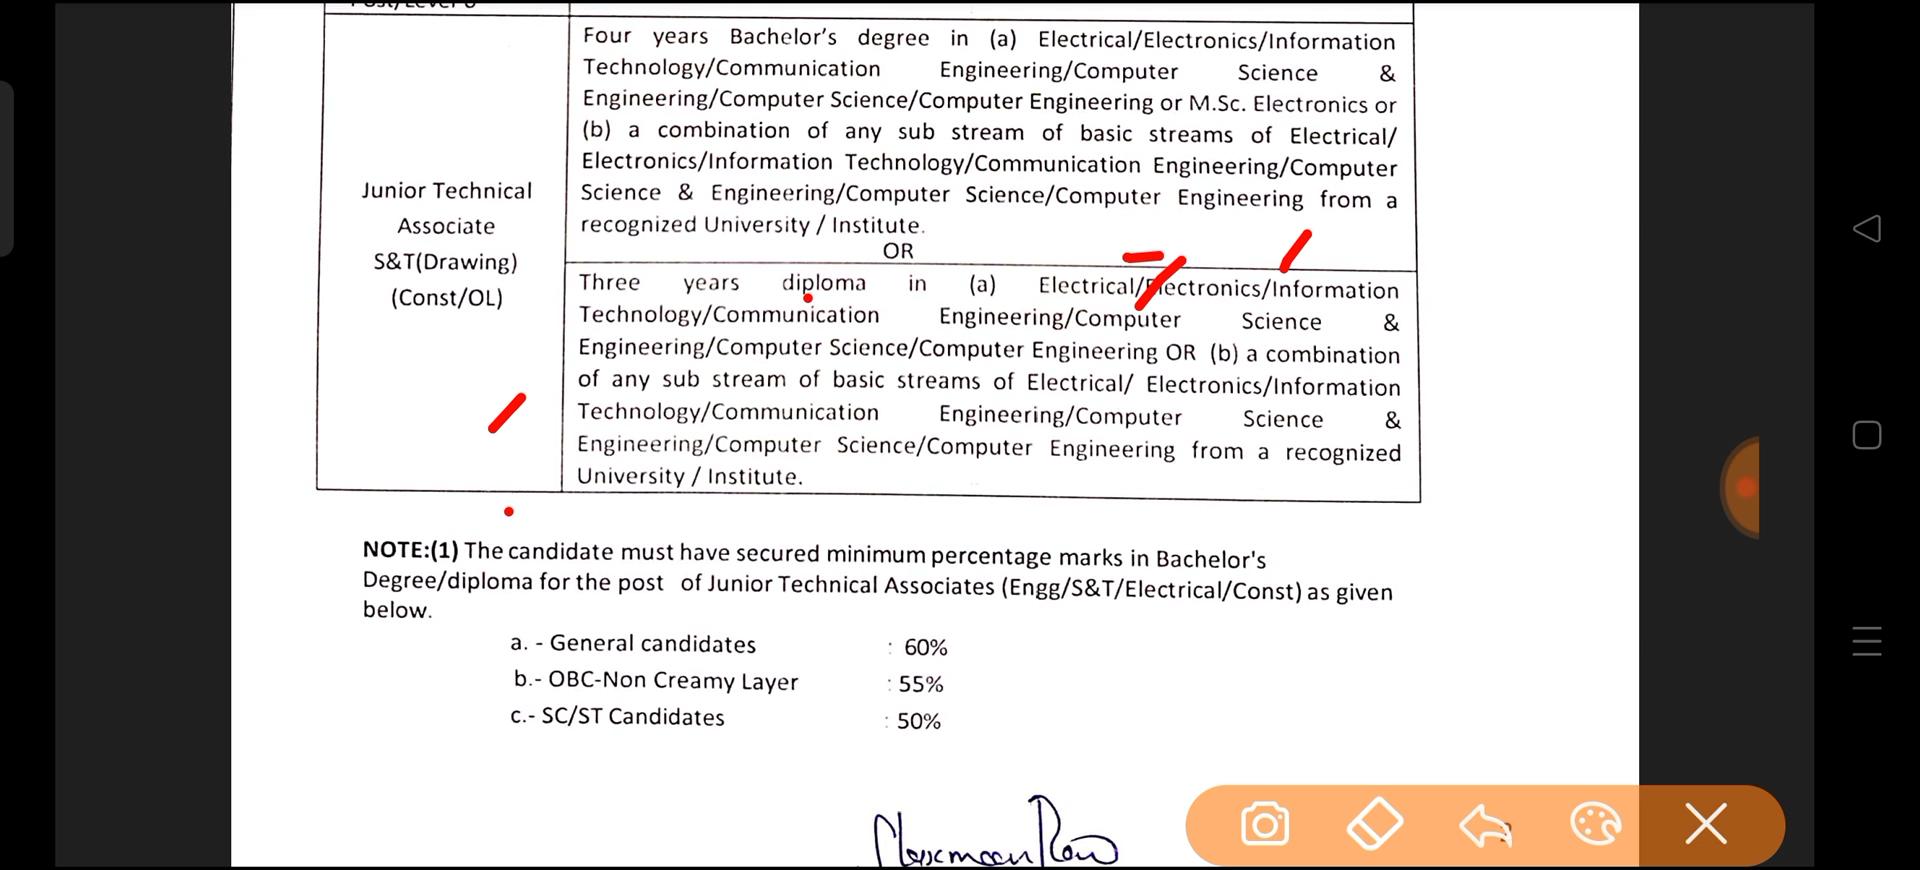 Four years Bachelor's degree in (a) Electrical/Electronics/Information
Technology/Communication Engineering/Computer Science &
Engineering/Computer Science/Computer Engineering or M.Sc. Electronics or
(b) a combination of any sub stream of basic streams of Electrical/
Electronics/Information Technology/Communication Engineering/Computer
Science & Engineering/Computer Science/Computer Engineering from a
recognized University / Institute.
OR
Junior Technical
Associate
S&T(Drawing)
(Const/OL)
Three years diploma in (a) Electrical/Electronics/Information
Technology/Communication Engineering/Computer Science &
Engineering/Computer Science/Computer Engineering OR (b) a combination
of any sub stream of basic streams of Electrical/ Electronics/Information
Technology/Communication Engineering/Computer Science &
Engineering/Computer Science/Computer Engineering from a recognized
University / Institute.
NOTE:(1) The candidate must have secured minimum percentage marks in Bachelor's
Degree/diploma for the post of Junior Technical Associates (Engg/S&T/Electrical/Const) as given
below.
a. - General candidates : 60%
b.- OBC-Non Creamy Layer : 55%
c.- SC/ST Candidates : 50%